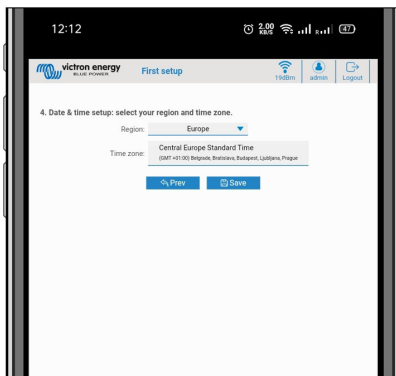 12:12
2.00
KB/S
R
47
victron energy
BLUE POWER
First setup
19dBm
admin
Logout
4. Date & time setup: select your region and time zone.
Region:
Europe
Time zone:
Central Europe Standard Time
(GMT +01:00) Belgrade, Bratislava, Budapest, Ljubljana, Prague
Prev
Save